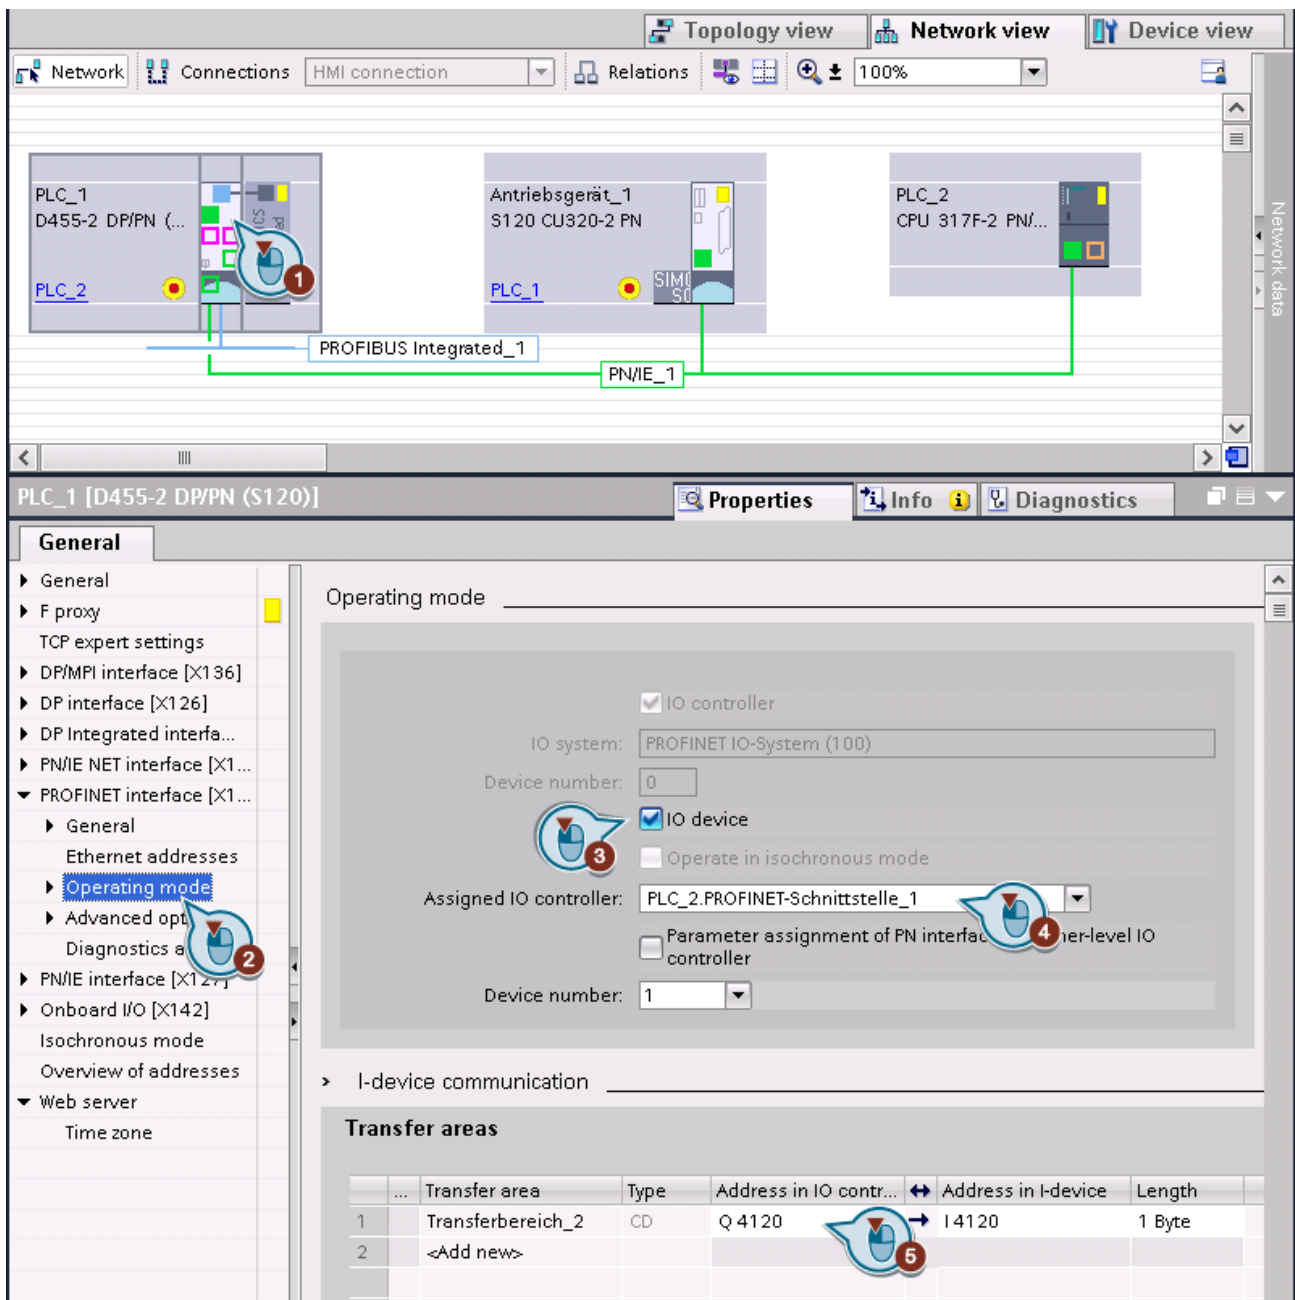 Topology view
Network view
Device view
Network
Connections
HMI connection
Relations
100%
PLC_1
D455-2 DP/PN (...
PLC_2
1
Antriebsgerät_1
S120 CU320-2 PN
PLC_1
PLC_2
CPU 317F-2 PN/...
PROFIBUS Integrated_1
PN/IE_1
Network data
PLC_1 [D455-2 DP/PN (S120)]
Properties
Info
Diagnostics
General
General
F proxy
TCP expert settings
DP/MPI interface [X136]
DP interface [X126]
DP Integrated interfa...
PN/IE NET interface [X1...
PROFINET interface [X1...
General
Ethernet addresses
Operating mode
Advanced opt
Diagnostics a
2
PN/IE interface [X127]
Onboard I/O [X142]
Isochronous mode
Overview of addresses
Web server
Time zone
Operating mode
IO controller
IO system: PROFINET IO-System (100)
Device number: 0
IO device
3
Operate in isochronous mode
Assigned IO controller: PLC_2.PROFINET-Schnittstelle_1
4
Parameter assignment of PN interfac her-level IO
controller
Device number: 1
I-device communication
Transfer areas
... Transfer area Type Address in IO contr... Address in I-device Length
1 Transferbereich_2 CD Q 4120 I 4120 1 Byte
5
2 <Add new>